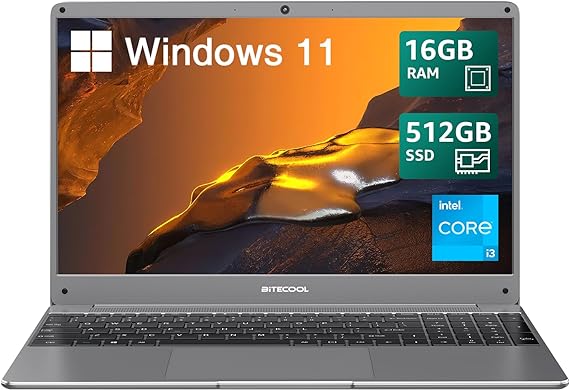 Windows 11
16GB
RAM
512GB
SSD
intel
CORE
i3
BiTECOOL